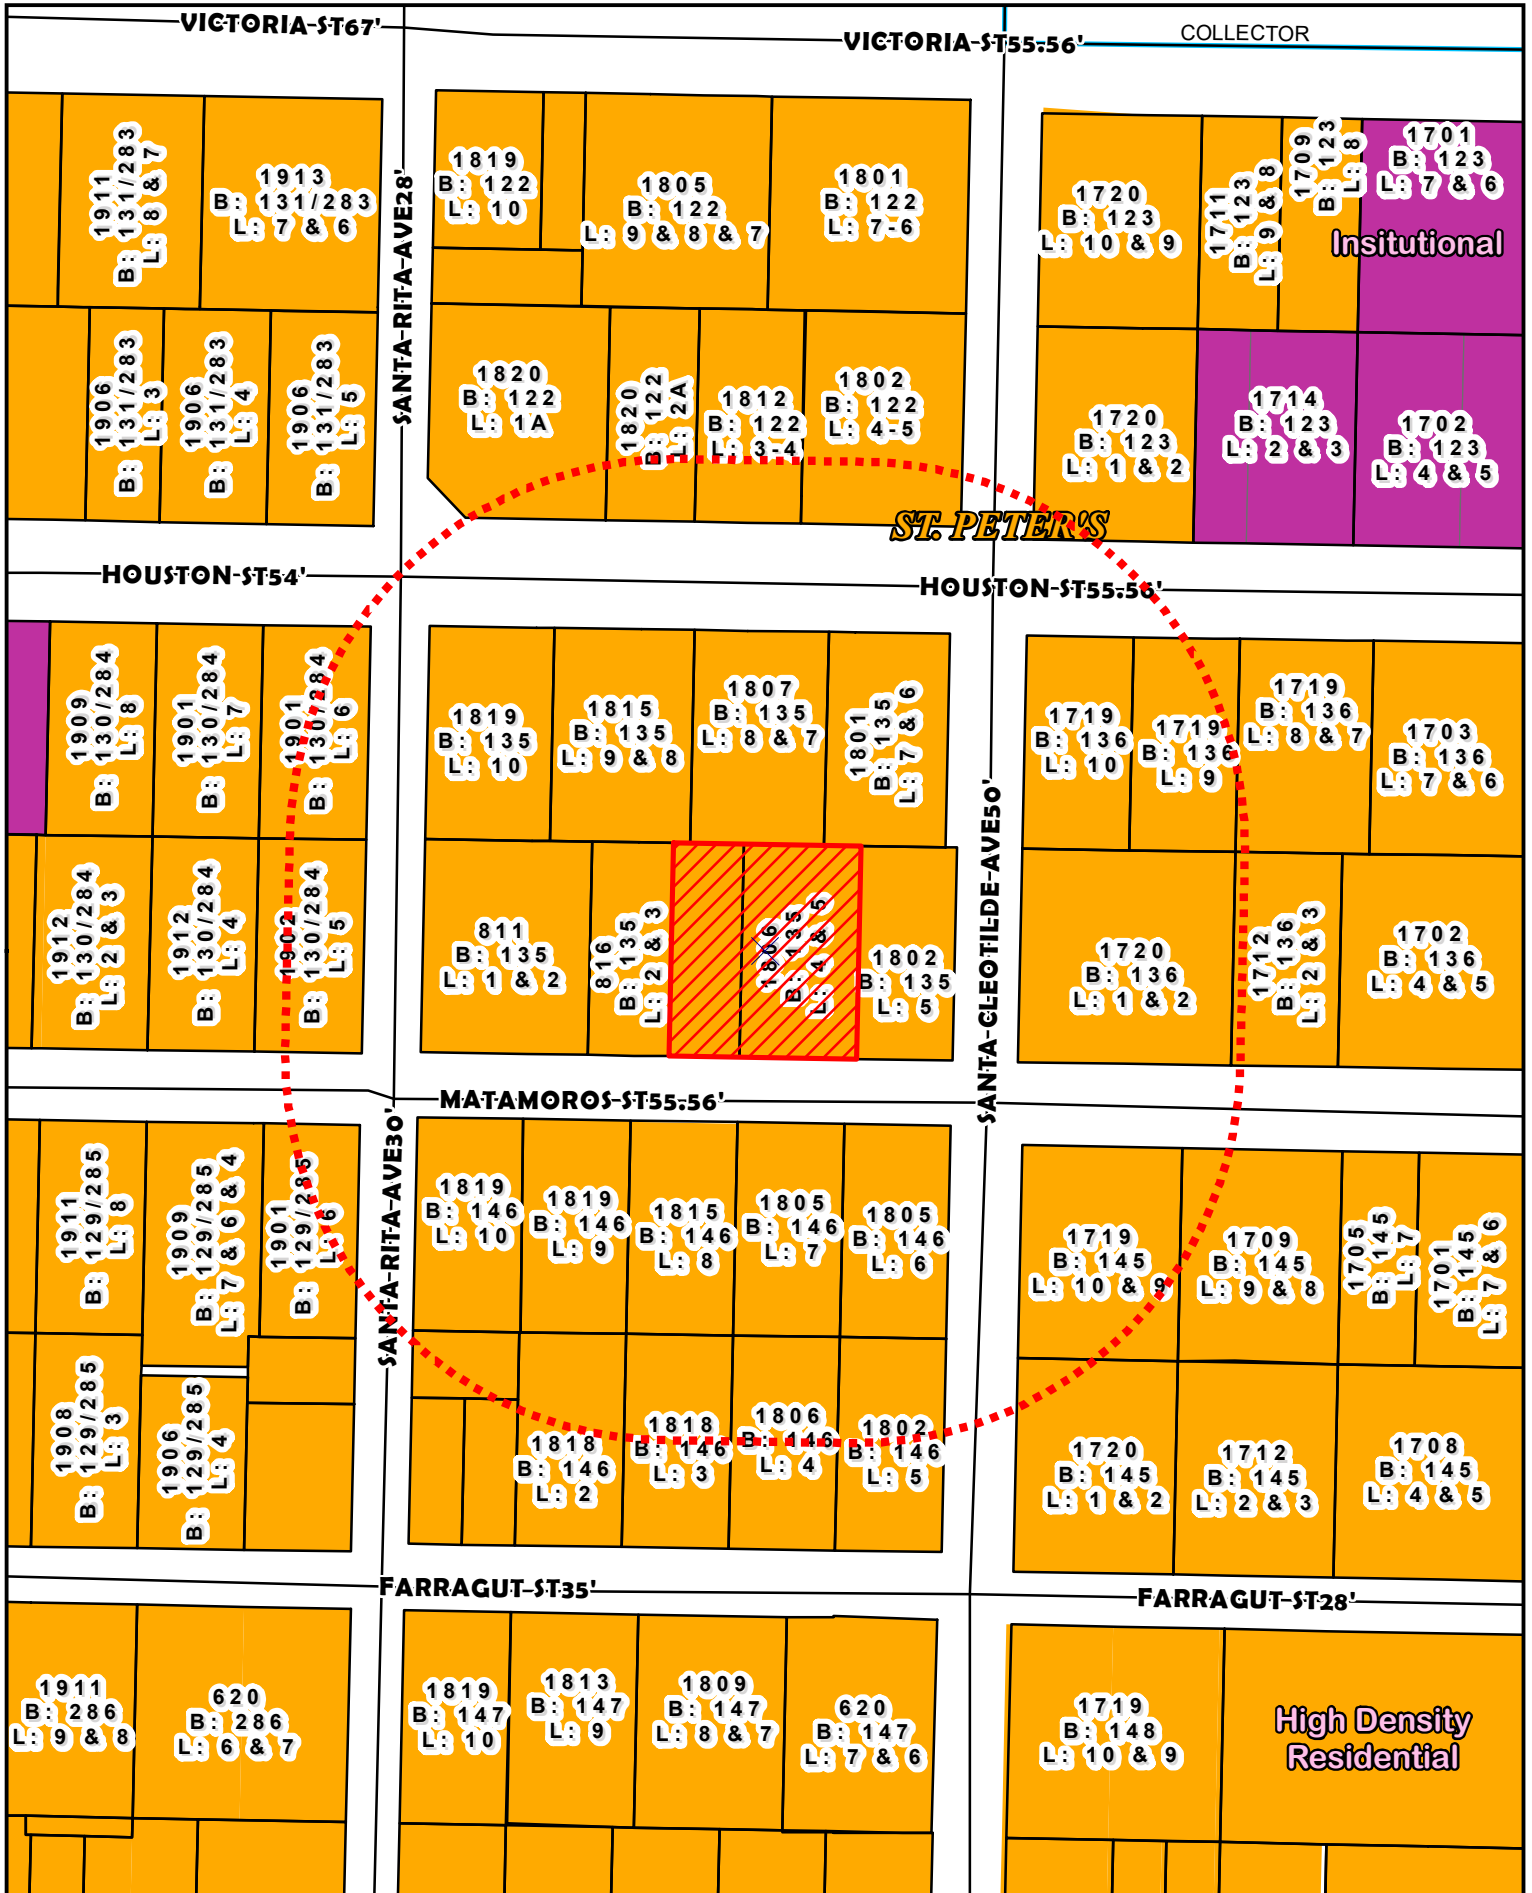 VICTORIA-ST67'
VICTORIA-ST55.56'
COLLECTOR
1911
B: 131/283
L: 8 & 7
1913
B: 131/283
L: 7 & 6
SANTA-RITA-AVE28'
1819
B: 122
L: 10
1805
B: 122
L: 9 & 8 & 7
1801
B: 122
L: 7-6
1720
B: 123
L: 10 & 9
1711
B: 123
L: 9 & 8
1709
B: 123
L: 8
1701
B: 123
L: 7 & 6
Insitutional
1906
B: 131/283
L: 3
1906
B: 131/283
L: 4
1906
B: 131/283
L: 5
1820
B: 122
L: 1A
1820
B: 122
L: 2A
1812
B: 122
L: 3-4
1802
B: 122
L: 4-5
1720
B: 123
L: 1 & 2
1714
B: 123
L: 2 & 3
1702
B: 123
L: 4 & 5
ST. PETER'S
HOUSTON-ST54'
HOUSTON-ST55.56'
1909
B: 130/284
L: 8
1901
B: 130/284
L: 7
1901
B: 130/284
L: 6
1819
B: 135
L: 10
1815
B: 135
L: 9 & 8
1807
B: 135
L: 8 & 7
1801
B: 135
L: 7 & 6
SANTA-CLEOTILDE-AVE50'
1719
B: 136
L: 10
1719
B: 136
L: 9
1719
B: 136
L: 8 & 7
1703
B: 136
L: 7 & 6
1912
B: 130/284
L: 2 & 3
1912
B: 130/284
L: 4
1902
B: 130/284
L: 5
811
B: 135
L: 1 & 2
816
B: 135
L: 2 & 3
1806
B: 135
L: 4 & 5
1802
B: 135
L: 5
1720
B: 136
L: 1 & 2
1712
B: 136
L: 2 & 3
1702
B: 136
L: 4 & 5
MATAMOROS-ST55.56'
SANTA-RITA-AVE30'
1911
B: 129/285
L: 8
1909
B: 129/285
L: 7 & 6 & 4
1901
B: 129/285
L: 6
1819
B: 146
L: 10
1819
B: 146
L: 9
1815
B: 146
L: 8
1805
B: 146
L: 7
1805
B: 146
L: 6
1719
B: 145
L: 10 & 9
1709
B: 145
L: 9 & 8
1705
B: 145
L: 7
1701
B: 145
L: 7 & 6
1908
B: 129/285
L: 3
1906
B: 129/285
L: 4
1818
B: 146
L: 2
1818
B: 146
L: 3
1806
B: 146
L: 4
1802
B: 146
L: 5
1720
B: 145
L: 1 & 2
1712
B: 145
L: 2 & 3
1708
B: 145
L: 4 & 5
FARRAGUT-ST35'
FARRAGUT-ST28'
1911
B: 286
L: 9 & 8
620
B: 286
L: 6 & 7
1819
B: 147
L: 10
1813
B: 147
L: 9
1809
B: 147
L: 8 & 7
620
B: 147
L: 7 & 6
1719
B: 148
L: 10 & 9
High Density
Residential